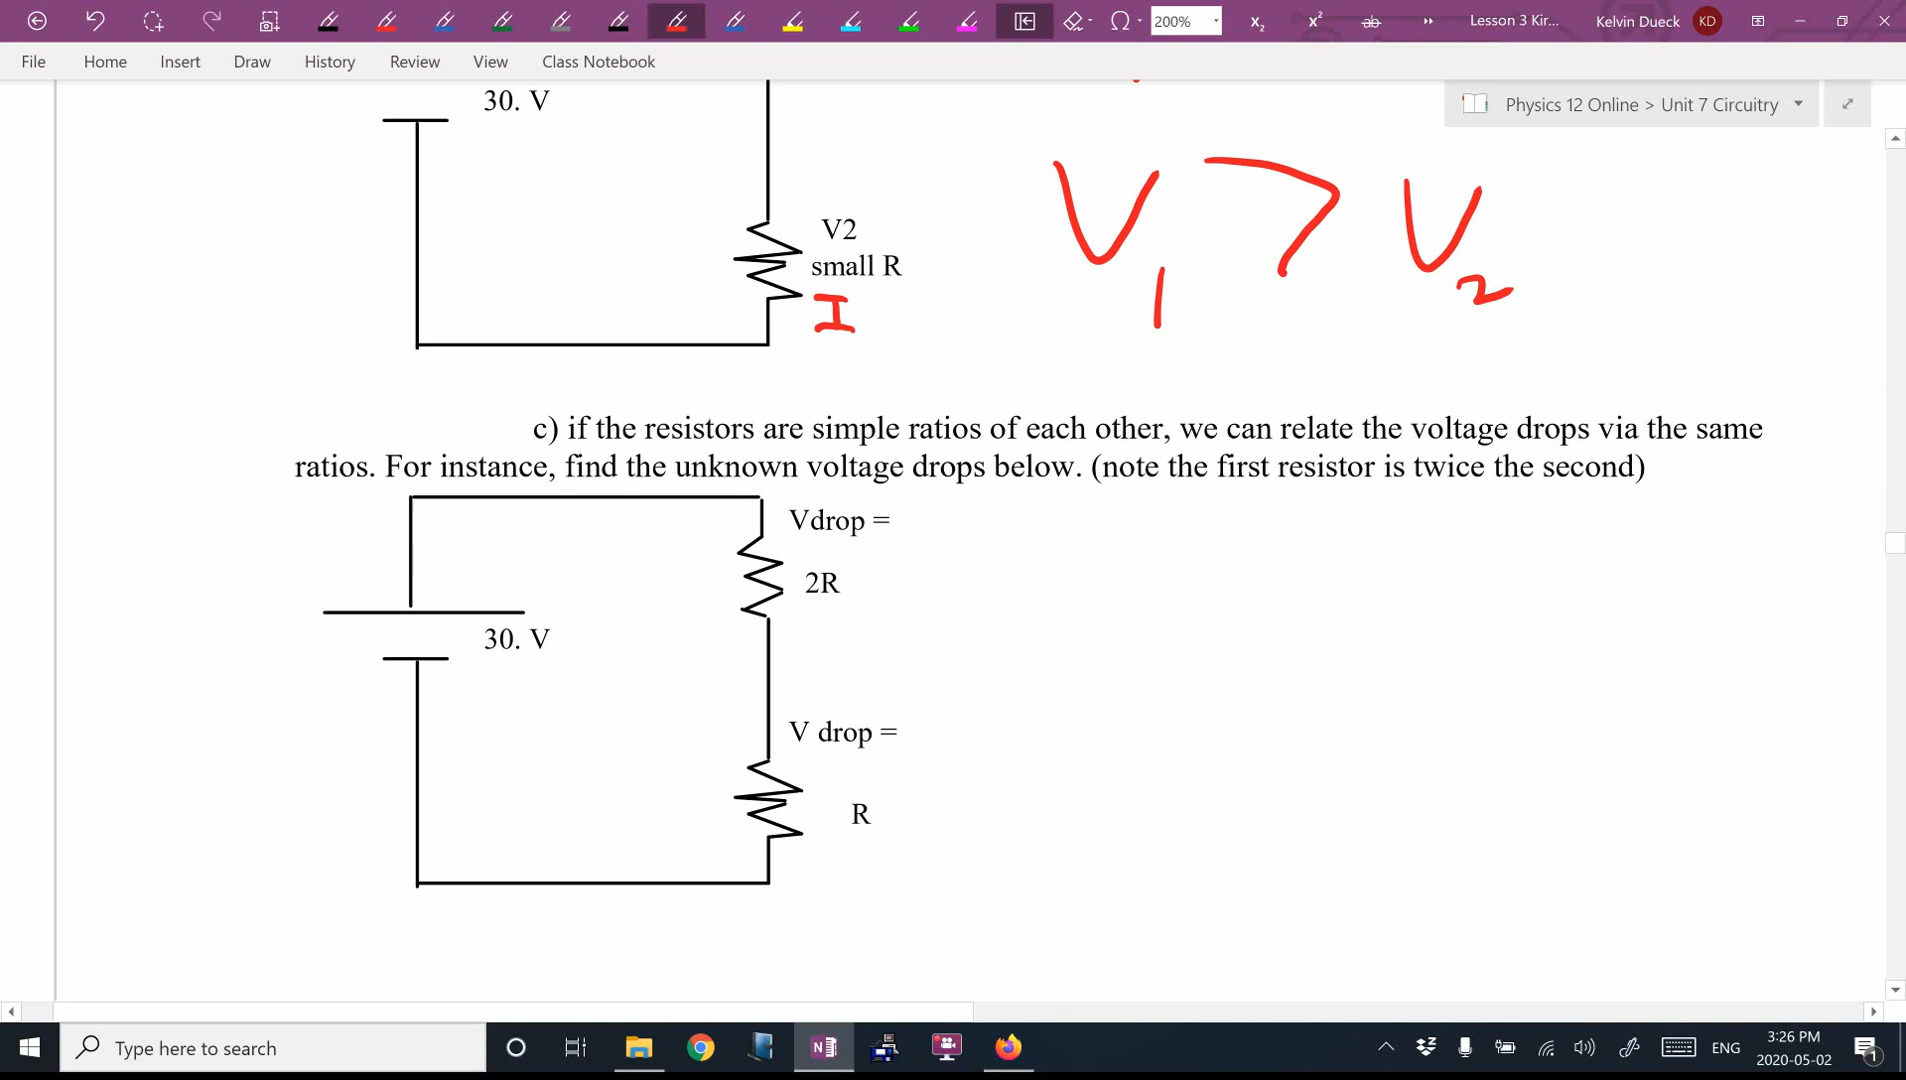 200%
X₂
X²
ab
Lesson 3 Kir...
Kelvin Dueck
KD
File
Home
Insert
Draw
History
Review
View
Class Notebook
Physics 12 Online > Unit 7 Circuitry
30. V
V1 > V2
V2
small R
I
c) if the resistors are simple ratios of each other, we can relate the voltage drops via the same
ratios. For instance, find the unknown voltage drops below. (note the first resistor is twice the second)
Vdrop =
2R
30. V
V drop =
R
Type here to search
N
ENG
3:26 PM
2020-05-02
1